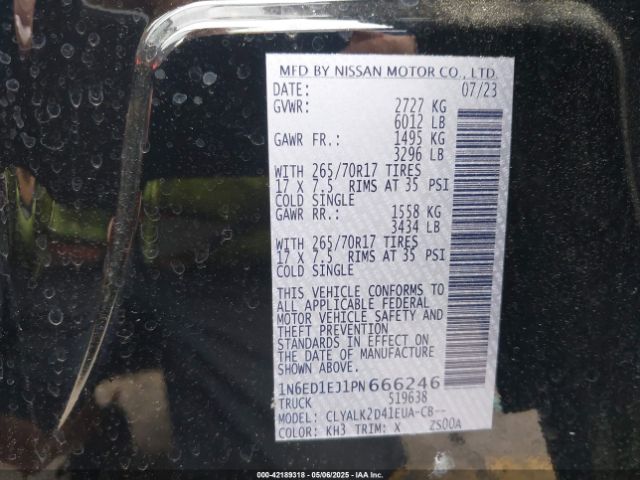 MFD BY NISSAN MOTOR CO., LTD.
DATE: 07/23
GVWR: 2727 KG
6012 LB
GAWR FR.: 1495 KG
3296 LB
WITH 265/70R17 TIRES
17 X 7.5 RIMS AT 35 PSI
COLD SINGLE
GAWR RR.: 1558 KG
3434 LB
WITH 265/70R17 TIRES
17 X 7.5 RIMS AT 35 PSI
COLD SINGLE
THIS VEHICLE CONFORMS TO
ALL APPLICABLE FEDERAL
MOTOR VEHICLE SAFETY AND
THEFT PREVENTION
STANDARDS IN EFFECT ON
THE DATE OF MANUFACTURE
SHOWN ABOVE.
1N6ED1EJ1PN666246
TRUCK 519638
MODEL: CLYALK2D41EUA-CB--
COLOR: KH3 TRIM: X ZS00A
000-42189318 - 05/06/2025 - IAAI.COM